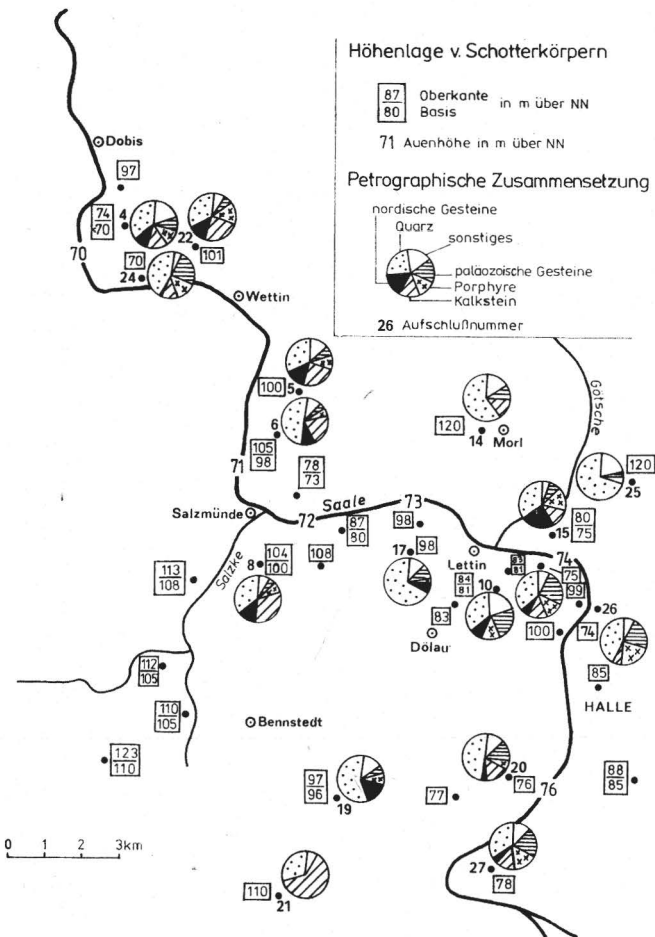 Höhenlage v. Schotterkörpern
87
80
Oberkante
Basis
in m über NN
71 Auenhöhe in m über NN
Petrographische Zusammensetzung
nordische Gesteine
Quarz
sonstiges
paläozoische Gesteine
Porphyre
Kalkstein
26 Aufschlußnummer
Dobis
97
74
70
4
22
70
70
101
24
Wettin
100
5
6
105
98
71
78
73
120
14
Morl
Götsche
120
25
Saale
73
Salzmünde
72
87
80
98
80
75
15
Salzke
104
100
8
108
98
17
Lettin
74
84
81
10
75
99
113
108
83
Dölau
100
74
26
112
105
85
HALLE
110
105
Bennstedt
123
110
97
96
19
20
76
77
76
88
85
0 1 2 3km
27
78
110
21